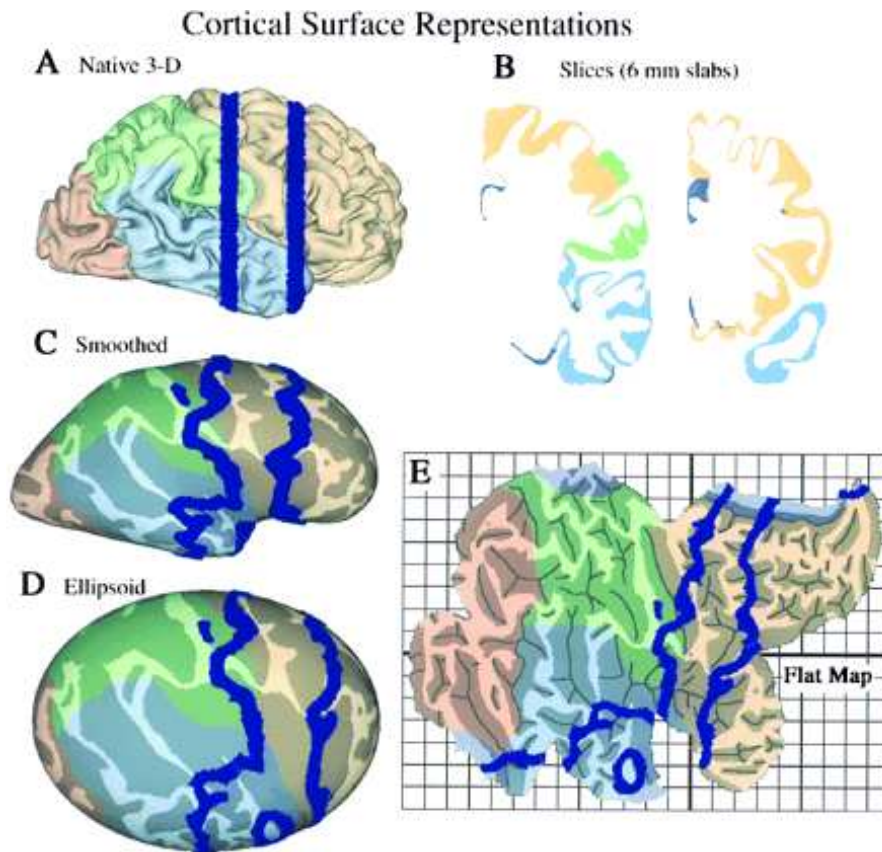 Cortical Surface Representations
A Native 3-D
B Slices (6 mm slabs)
C Smoothed
E
D Ellipsoid
Flat Map